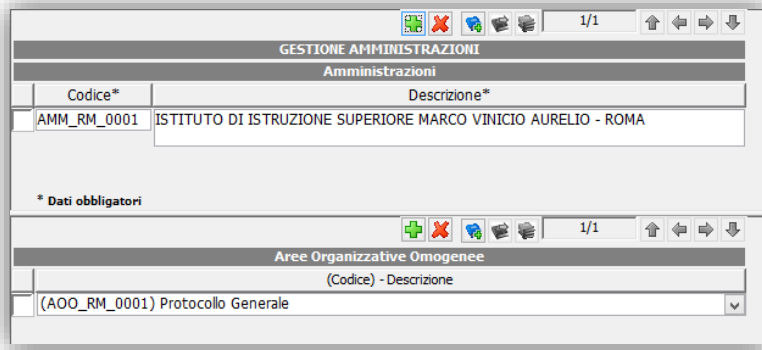 1/1
GESTIONE AMMINISTRAZIONI
Amministrazioni
Codice* Descrizione*
AMM_RM_0001 ISTITUTO DI ISTRUZIONE SUPERIORE MARCO VINICIO AURELIO - ROMA
* Dati obbligatori
1/1
Aree Organizzative Omogenee
(Codice) - Descrizione
(AOO_RM_0001) Protocollo Generale